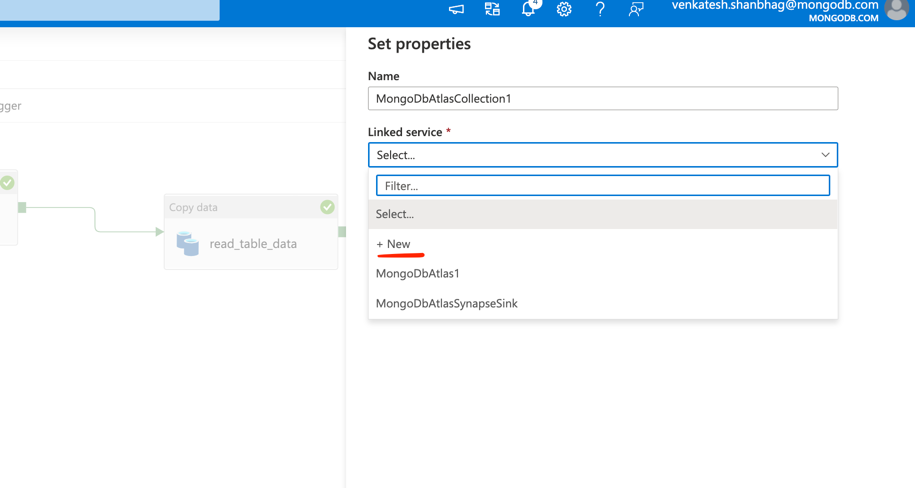 4
venkatesh.shanbhag@mongodb.com
MONGODB.COM
Set properties
Name
MongoDbAtlasCollection1
Linked service *
Select...
Filter...
Select...
+ New
MongoDbAtlas1
MongoDbAtlasSynapseSink
gger
Copy data
read_table_data